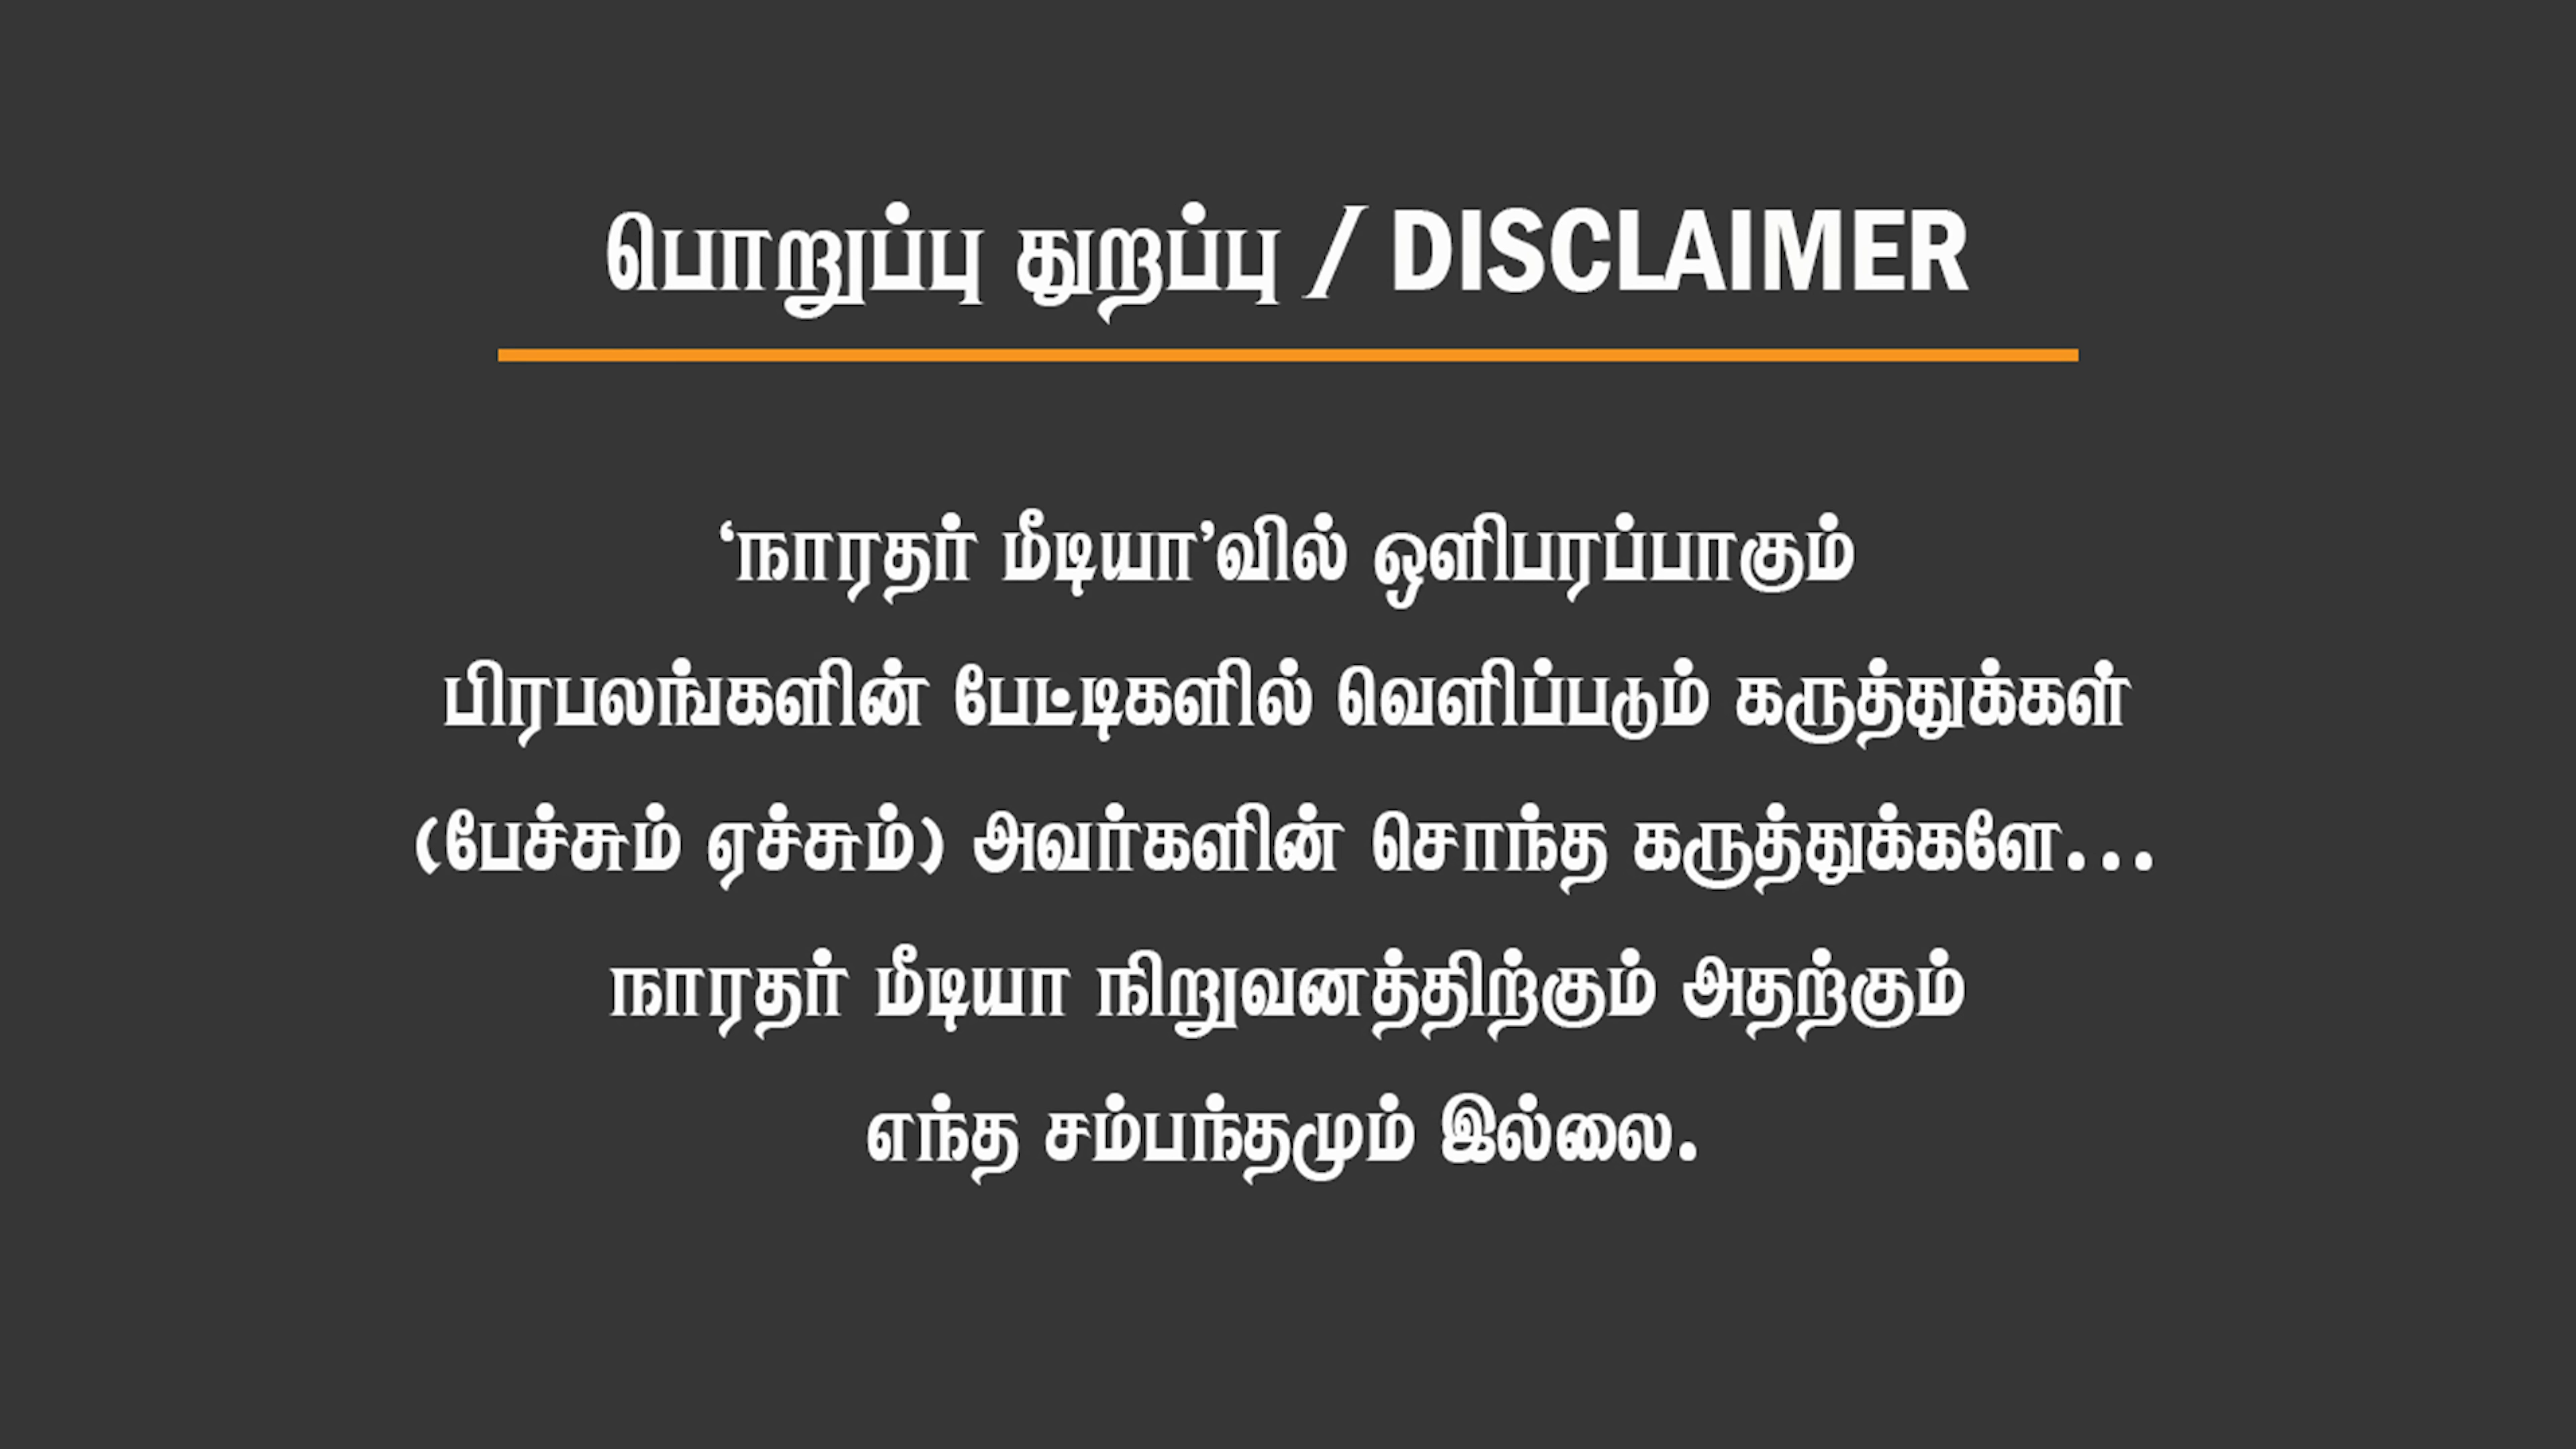 பொறுப்பு துறப்பு / DISCLAIMER
‘நாரதர் மீடியா’வில் ஒளிபரப்பாகும்
பிரபலங்களின் பேட்டிகளில் வெளிப்படும் கருத்துக்கள்
(பேச்சும் ஏச்சும்) அவர்களின் சொந்த கருத்துக்களே...
நாரதர் மீடியா நிறுவனத்திற்கும் அதற்கும்
எந்த சம்பந்தமும் இல்லை.